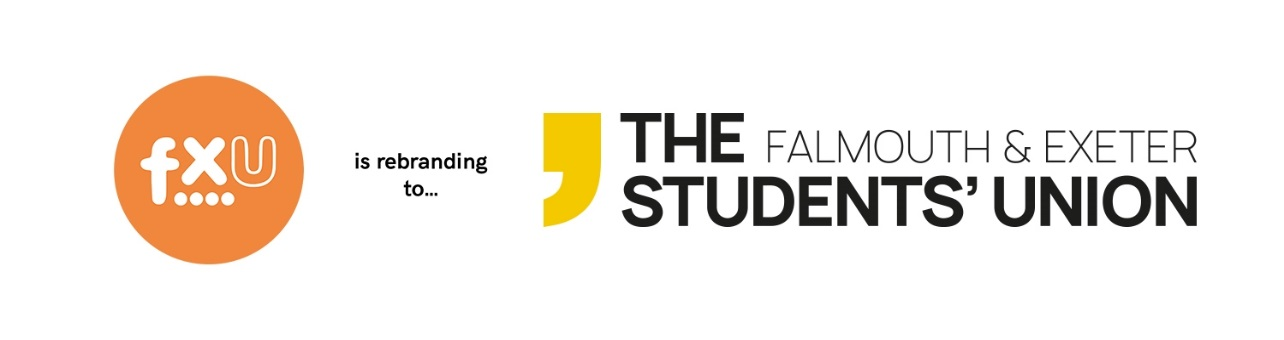 fxU
is rebranding
to...
THE FALMOUTH & EXETER
STUDENTS’ UNION